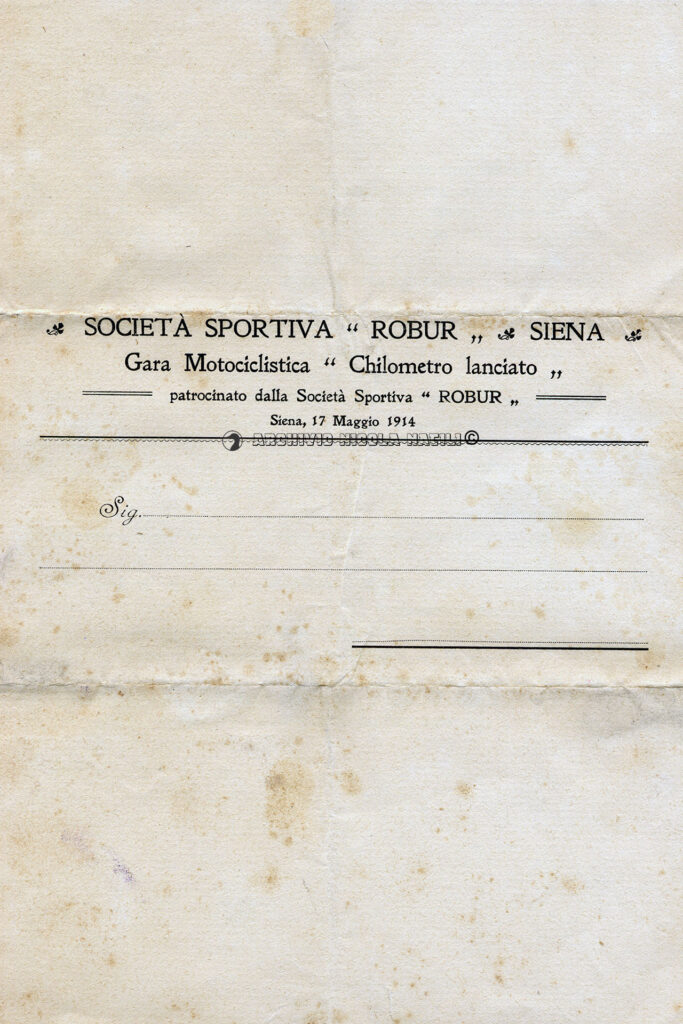 SOCIETÀ SPORTIVA “ ROBUR „ SIENA
Gara Motociclistica “ Chilometro lanciato „
patrocinato dalla Società Sportiva “ ROBUR „
Siena, 17 Maggio 1914
ARCHIVIO NICOLA NATILI ©
Sig.